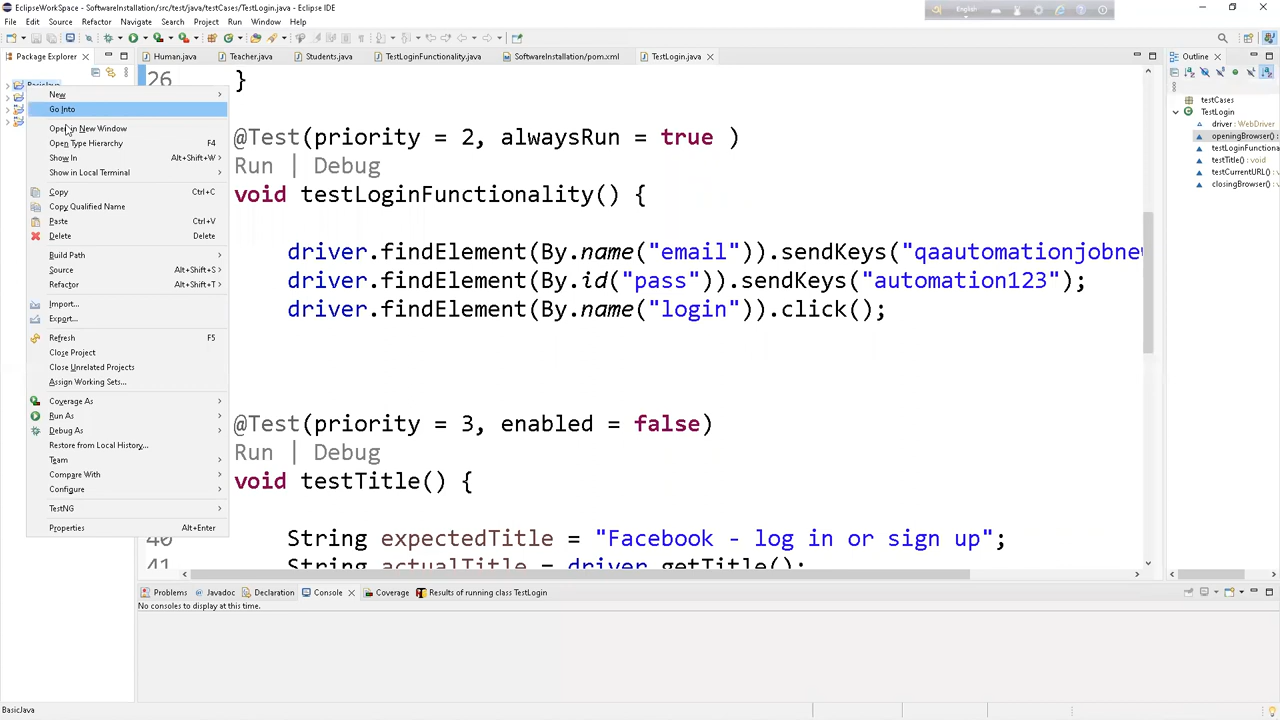 EclipseWorkSpace - SoftwareInstallation/src/test/java/testCases/TestLogin.java - Eclipse IDE
English
File Edit Source Refactor Navigate Search Project Run Window Help
Package Explorer
Human.java
Teacher.java
Students.java
TestLoginFunctionality.java
SoftwareInstallation/pom.xml
TestLogin.java
Outline
BasicJava
New
Go Into
Open in New Window
Open Type Hierarchy F4
Show In Alt+Shift+W
Show in Local Terminal
Copy Ctrl+C
Copy Qualified Name
Paste Ctrl+V
Delete Delete
Build Path
Source Alt+Shift+S
Refactor Alt+Shift+T
Import...
Export...
Refresh F5
Close Project
Close Unrelated Projects
Assign Working Sets...
Coverage As
Run As
Debug As
Restore from Local History...
Team
Compare With
Configure
TestNG
Properties Alt+Enter
26 }
@Test(priority = 2, alwaysRun = true )
Run | Debug
void testLoginFunctionality() {
driver.findElement(By.name("email")).sendKeys("qaautomationjobne
driver.findElement(By.id("pass")).sendKeys("automation123");
driver.findElement(By.name("login")).click();
@Test(priority = 3, enabled = false)
Run | Debug
void testTitle() {
40 String expectedTitle = "Facebook - log in or sign up";
41 String actualTitle = driver.getTitle();
testCases
TestLogin
driver : WebDriver
openingBrowser() :
testLoginFunctiona
testTitle() : void
testCurrentURL() :
closingBrowser() :
Problems Javadoc Declaration Console Coverage Results of running class TestLogin
No consoles to display at this time.
BasicJava